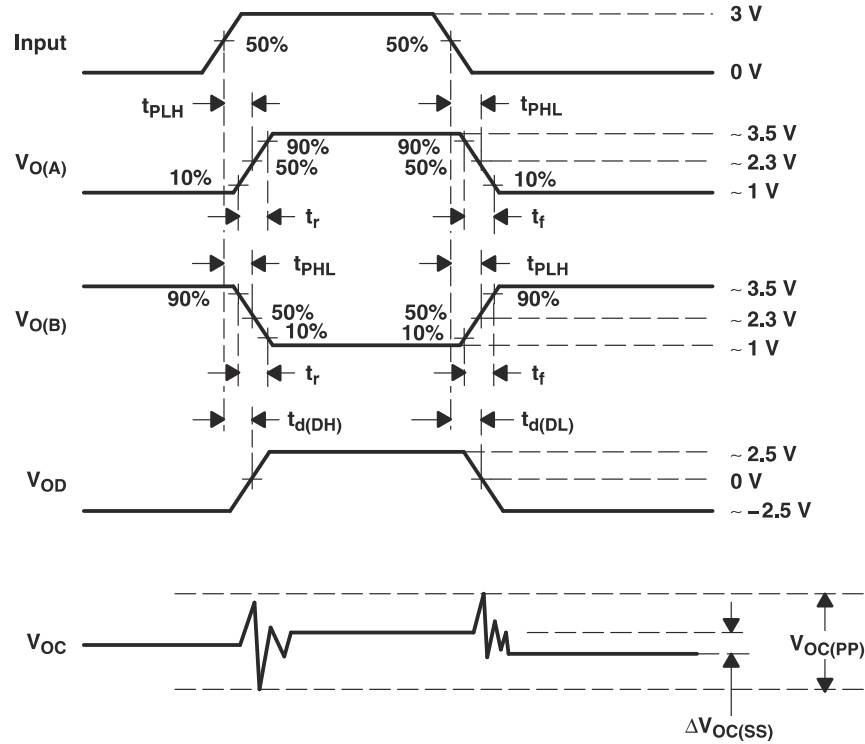 3 V
Input 50% 50%
0 V
tPLH tPHL
~ 3.5 V
90% 90%
VO(A) 50% 50% ~ 2.3 V
10% 10%
~ 1 V
tr tf
tPHL tPLH
~ 3.5 V
90% 90%
VO(B) 50% 50% ~ 2.3 V
10% 10%
~ 1 V
tr tf
td(DH) td(DL)
~ 2.5 V
VOD 0 V
~ −2.5 V
VOC VOC(PP)
ΔVOC(SS)